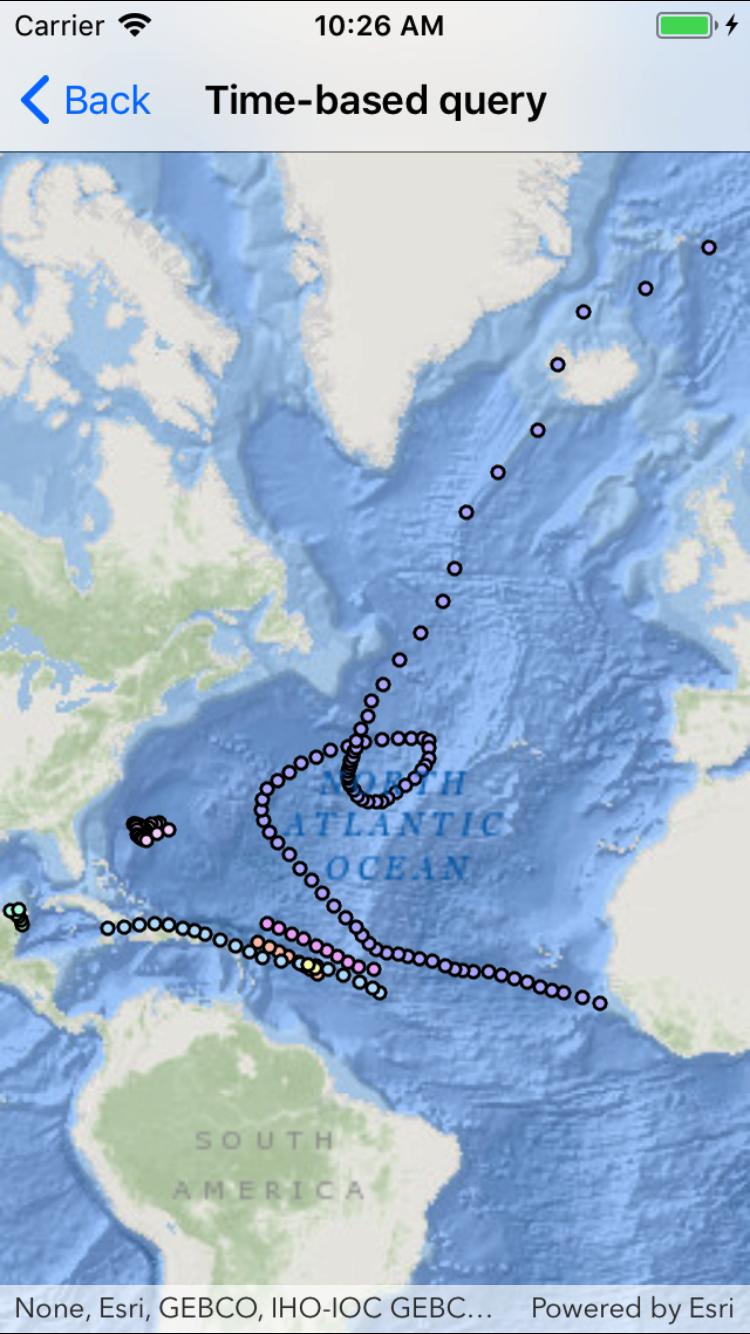 Carrier 10:26 AM
Back Time-based query
NORTH
ATLANTIC
OCEAN
SOUTH
AMERICA
None, Esri, GEBCO, IHO-IOC GEBC... Powered by Esri